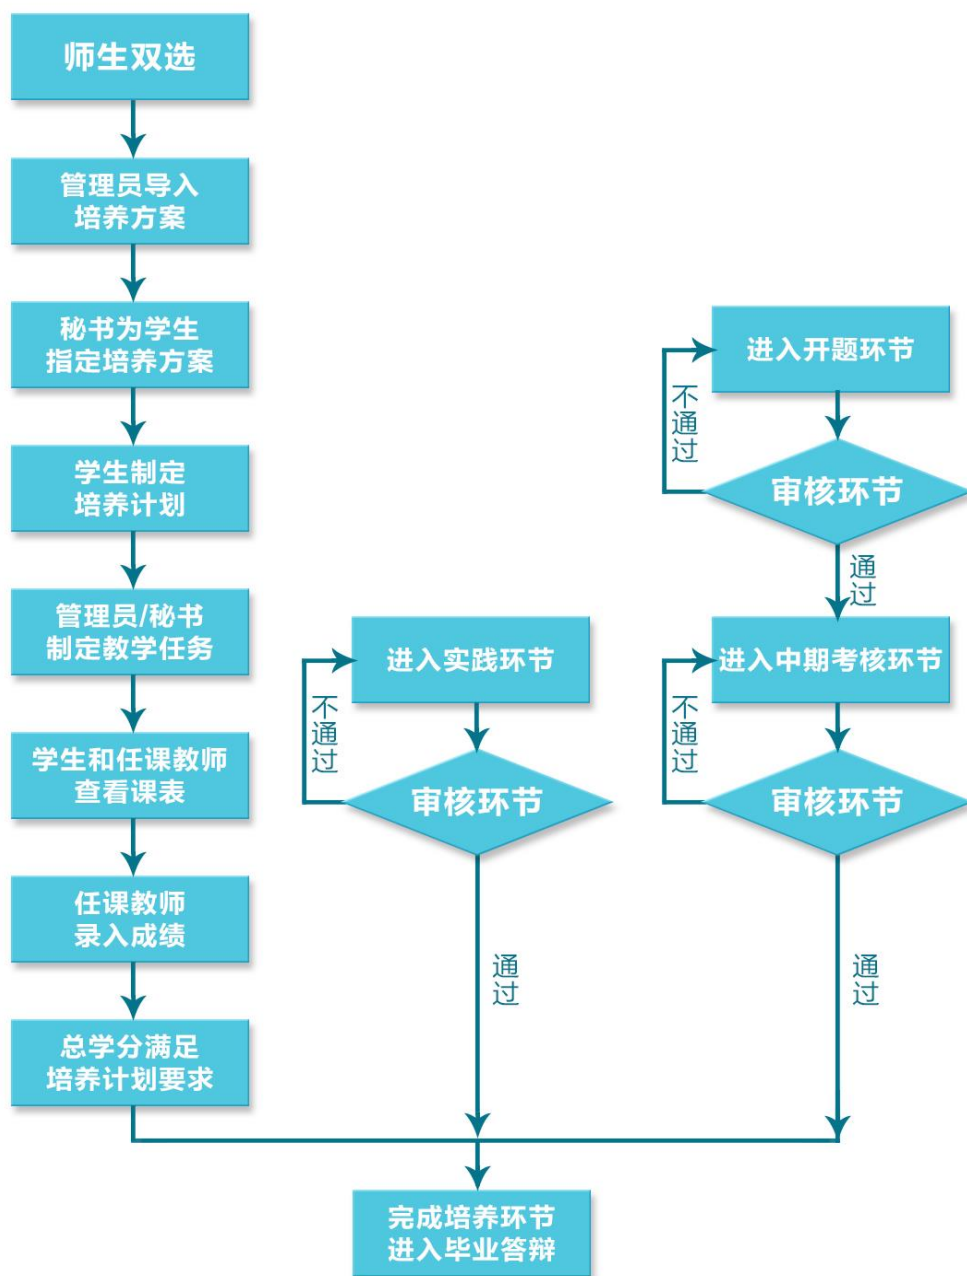 师生双选
管理员导入
培养方案
秘书为学生
指定培养方案
学生制定
培养计划
管理员/秘书
制定教学任务
学生和任课教师
查看课表
任课教师
录入成绩
总学分满足
培养计划要求
进入实践环节
不通过
审核环节
通过
进入开题环节
不通过
审核环节
通过
进入中期考核环节
不通过
审核环节
通过
完成培养环节
进入毕业答辩